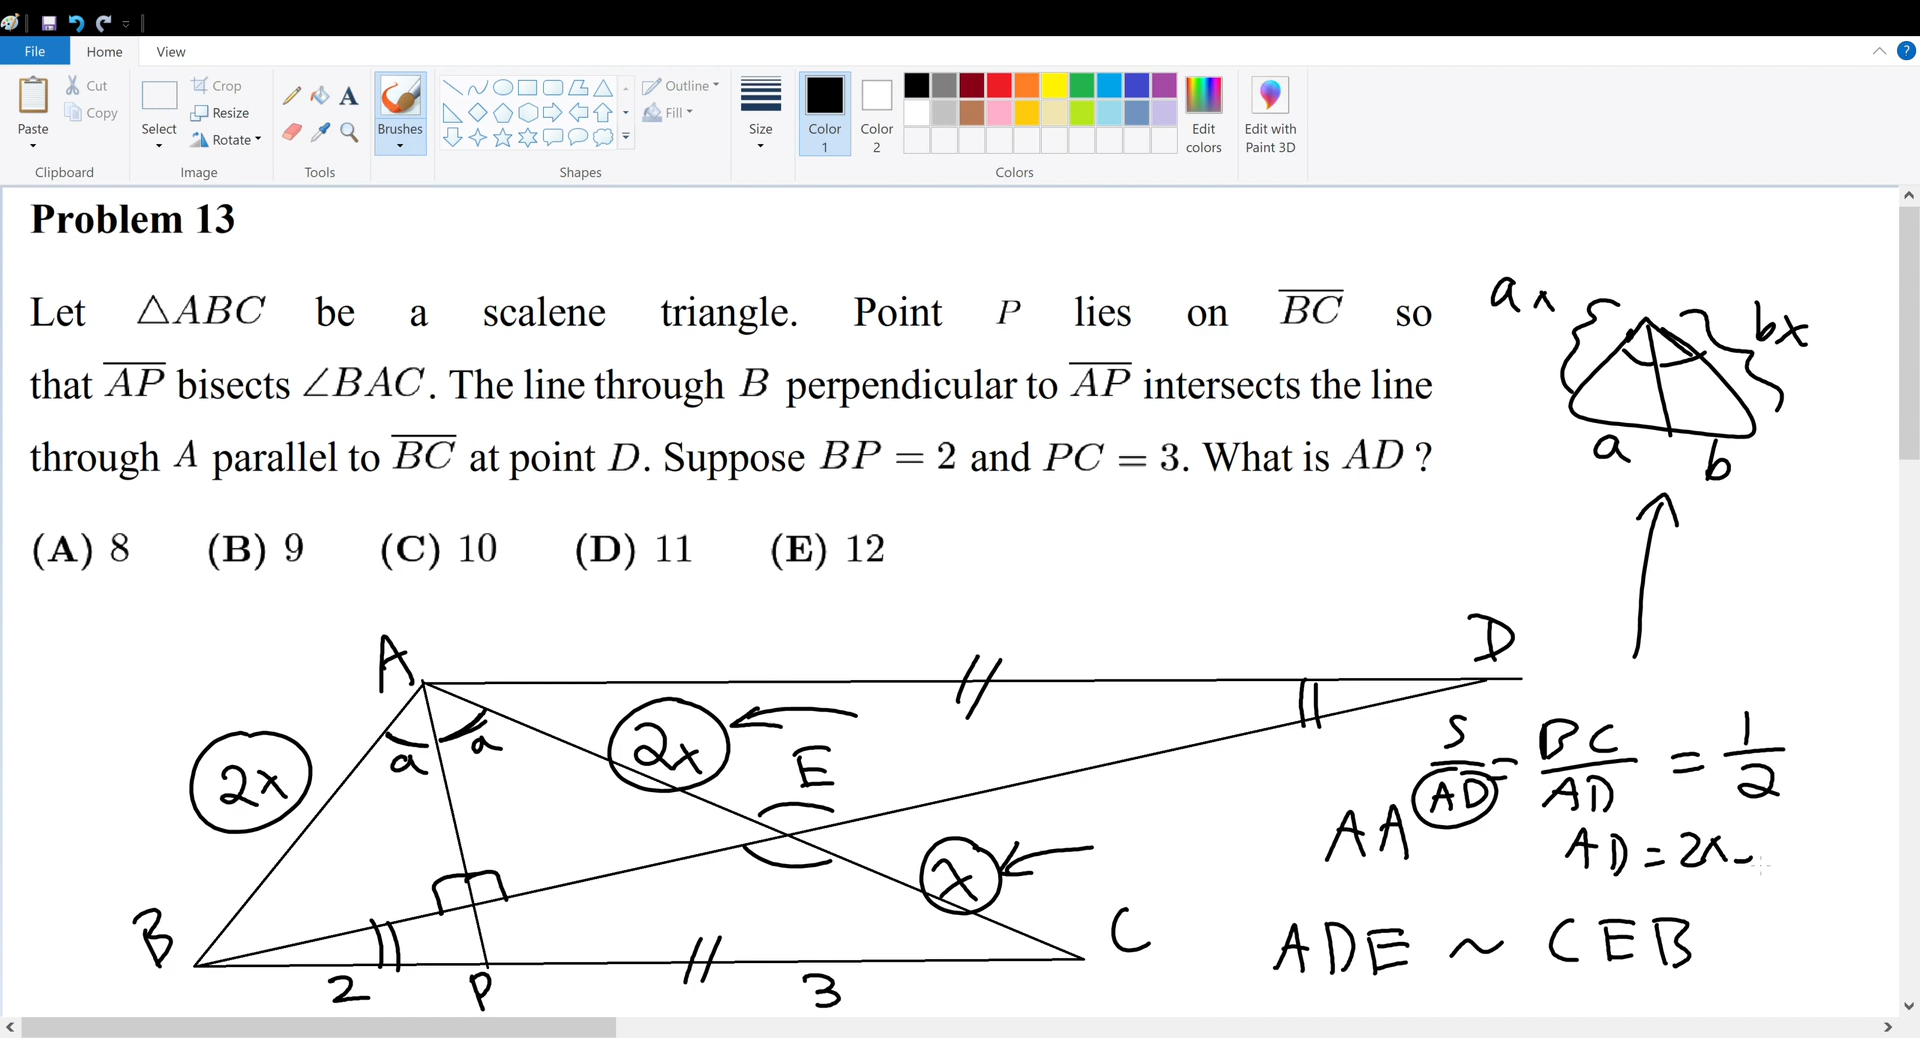 File Home View
Paste Cut Copy
Clipboard
Select Crop Resize Rotate
Image
A
Tools
Brushes
Outline Fill
Shapes
Size
Color 1
Color 2
Edit colors
Edit with Paint 3D
Colors
?
Problem 13
Let △ABC be a scalene triangle. Point P lies on BC so
that AP bisects ∠BAC. The line through B perpendicular to AP intersects the line
through A parallel to BC at point D. Suppose BP = 2 and PC = 3. What is AD ?
(A) 8 (B) 9 (C) 10 (D) 11 (E) 12
ax bx
a b
A D
2x a a 2x E
5/AD = BC/AD = 1/2
AA
AD = 2x
x
B C
ADE ~ CEB
2 P 3